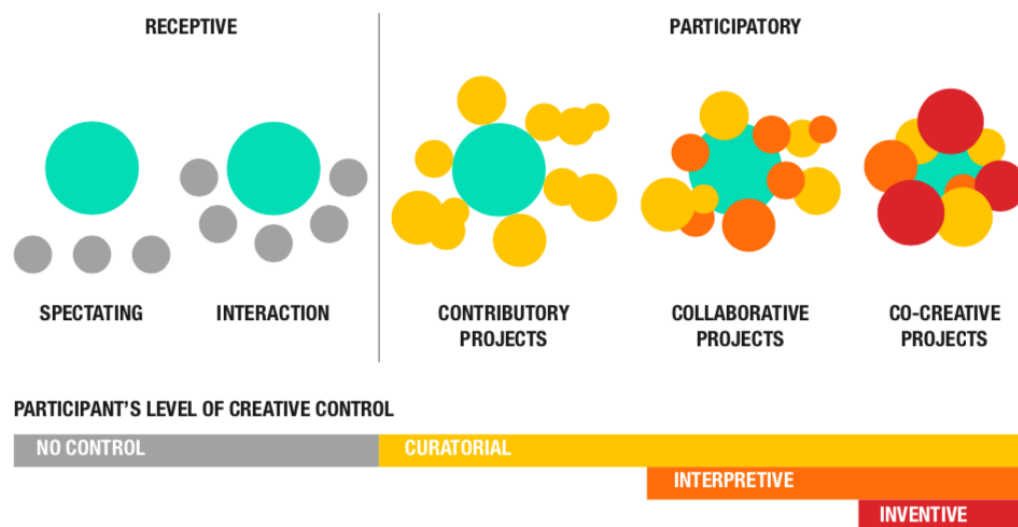 RECEPTIVE
PARTICIPATORY
SPECTATING
INTERACTION
CONTRIBUTORY
PROJECTS
COLLABORATIVE
PROJECTS
CO-CREATIVE
PROJECTS
PARTICIPANT’S LEVEL OF CREATIVE CONTROL
NO CONTROL
CURATORIAL
INTERPRETIVE
INVENTIVE